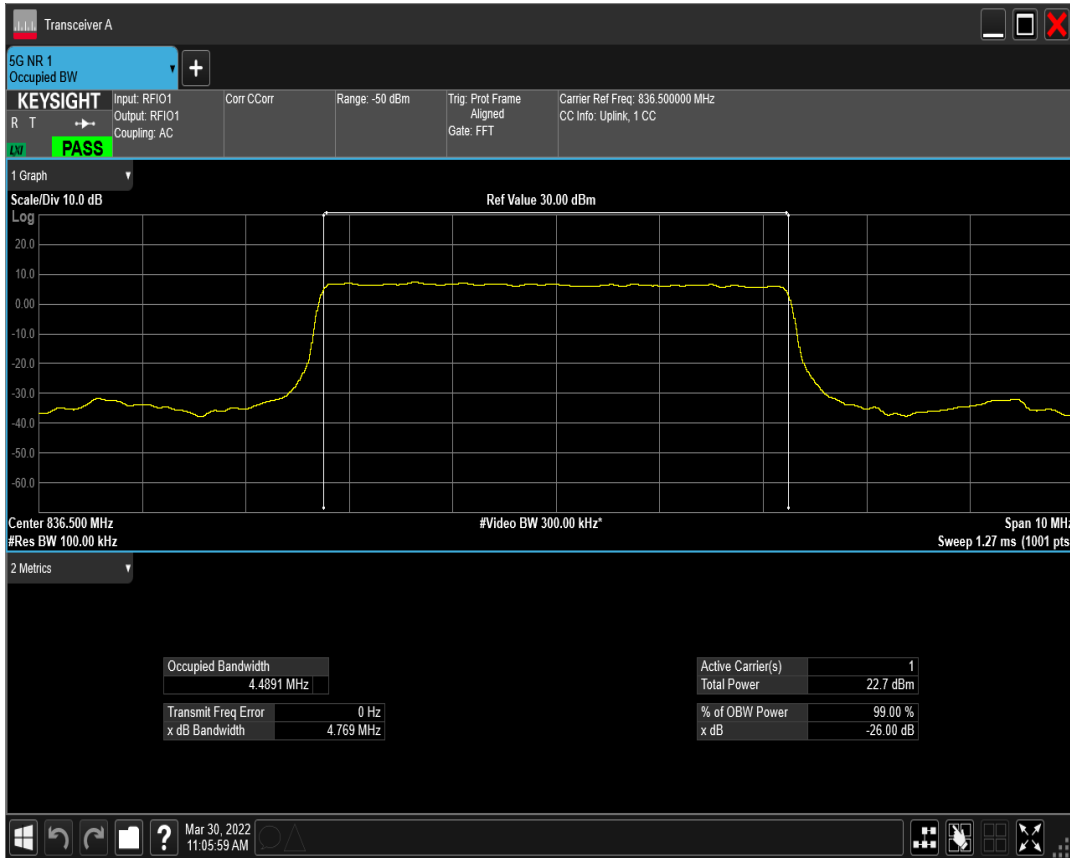 Transceiver A
5G NR 1
Occupied BW
+
KEYSIGHT
R T
LXI
PASS
Input: RFIO1
Output: RFIO1
Coupling: AC
Corr CCorr
Range: -50 dBm
Trig: Prot Frame
Aligned
Gate: FFT
Carrier Ref Freq: 836.500000 MHz
CC Info: Uplink, 1 CC
1 Graph
Scale/Div 10.0 dB
Ref Value 30.00 dBm
Log
20.0
10.0
0.00
-10.0
-20.0
-30.0
-40.0
-50.0
-60.0
Center 836.500 MHz
#Video BW 300.00 kHz*
Span 10 MHz
#Res BW 100.00 kHz
Sweep 1.27 ms (1001 pts
2 Metrics
Occupied Bandwidth
4.4891 MHz
Transmit Freq Error 0 Hz
x dB Bandwidth 4.769 MHz
Active Carrier(s) 1
Total Power 22.7 dBm
% of OBW Power 99.00 %
x dB -26.00 dB
?
Mar 30, 2022
11:05:59 AM